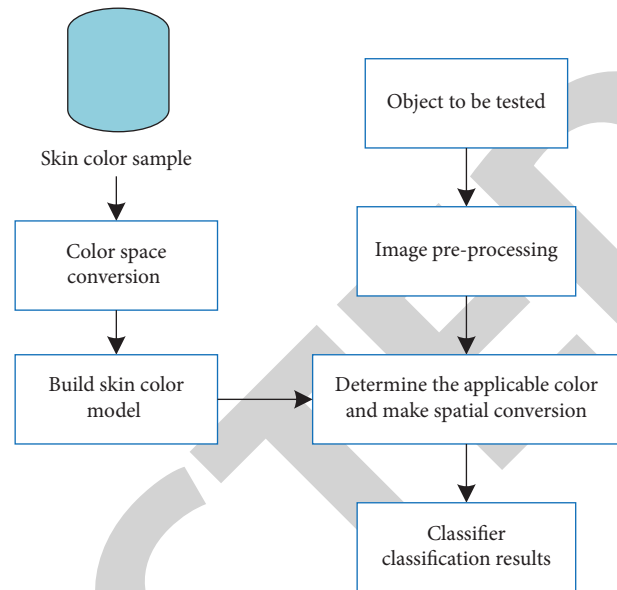 Skin color sample
Color space
conversion
Build skin color
model
Object to be tested
Image pre-processing
Determine the applicable color
and make spatial conversion
Classifier
classification results